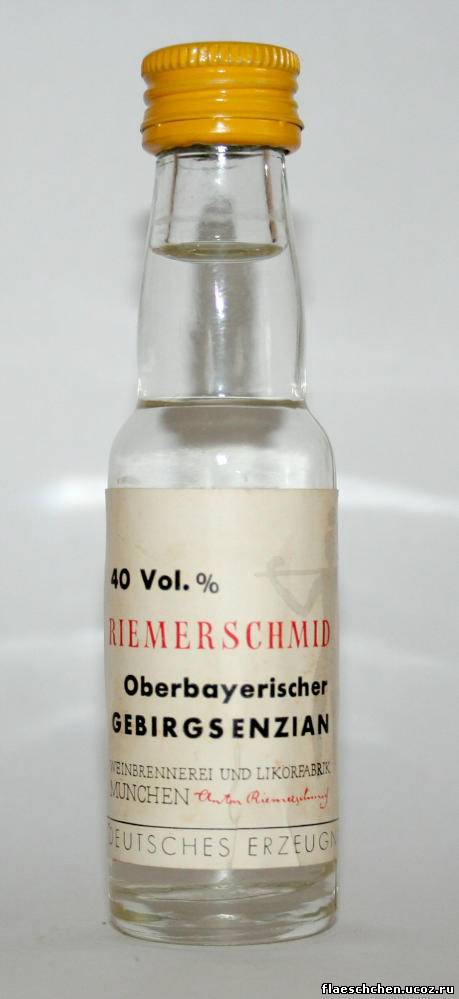 40 Vol. %
RIEMERSCHMID
Oberbayerischer
GEBIRGSENZIAN
WEINBRENNEREI UND LIKÖRFABRIK
MÜNCHEN Anton Riemerschmid
DEUTSCHES ERZEUGN
flaeschchen.ucoz.ru